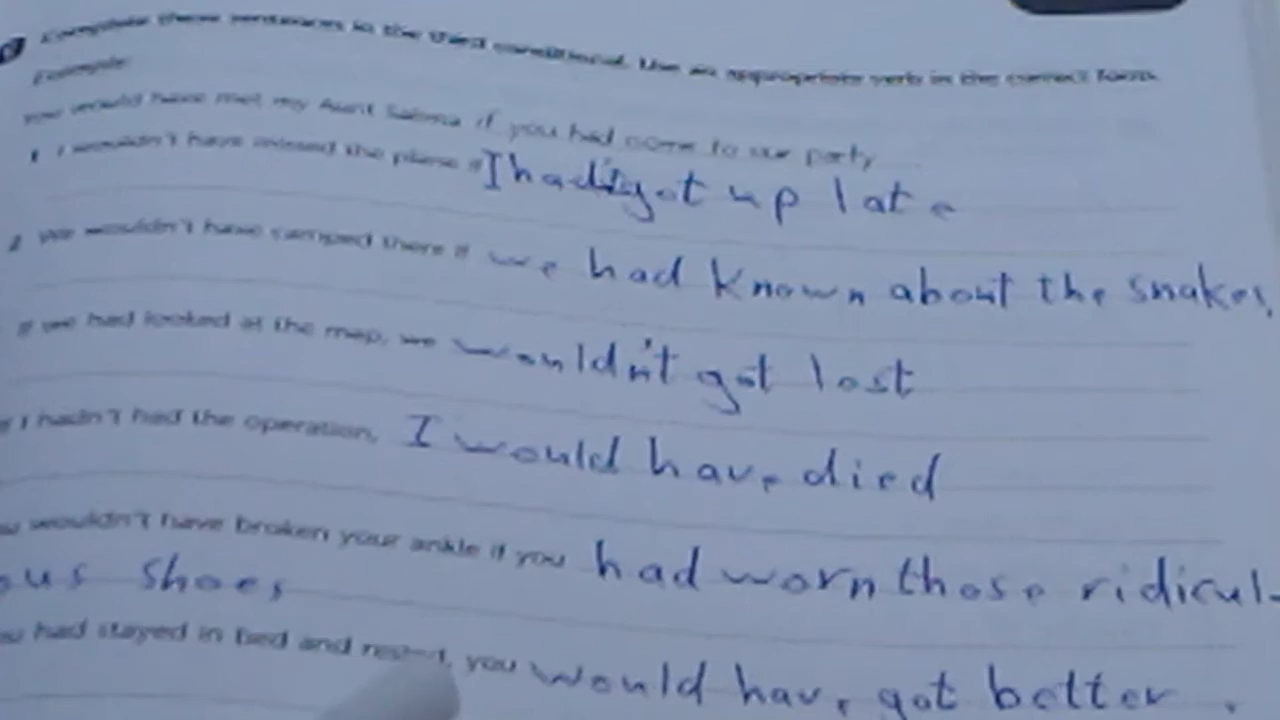 Complete these sentences in the third conditional. Use an appropriate verb in the correct form.
Example:
You would have met my Aunt Salma if you had come to our party
1 I wouldn't have missed the plane if I had got up late
2 We wouldn't have camped there if we had known about the snakes,
If we had looked at the map, we wouldn't got lost
If I hadn't had the operation, I would have died
wouldn't have broken your ankle if you had worn those ridicul-
ous shoes
had stayed in bed and rested, you would have got better.